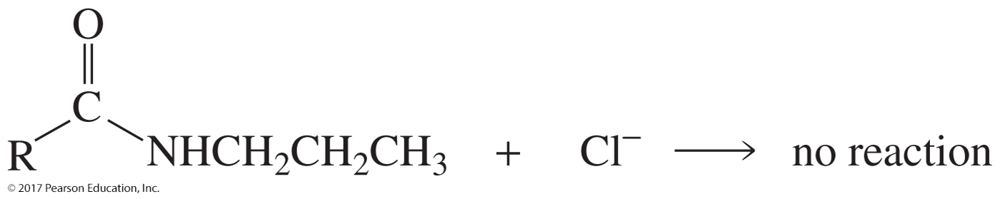 O
C
R NHCH₂CH₂CH₃ + Cl⁻ ⟶ no reaction
© 2017 Pearson Education, Inc.